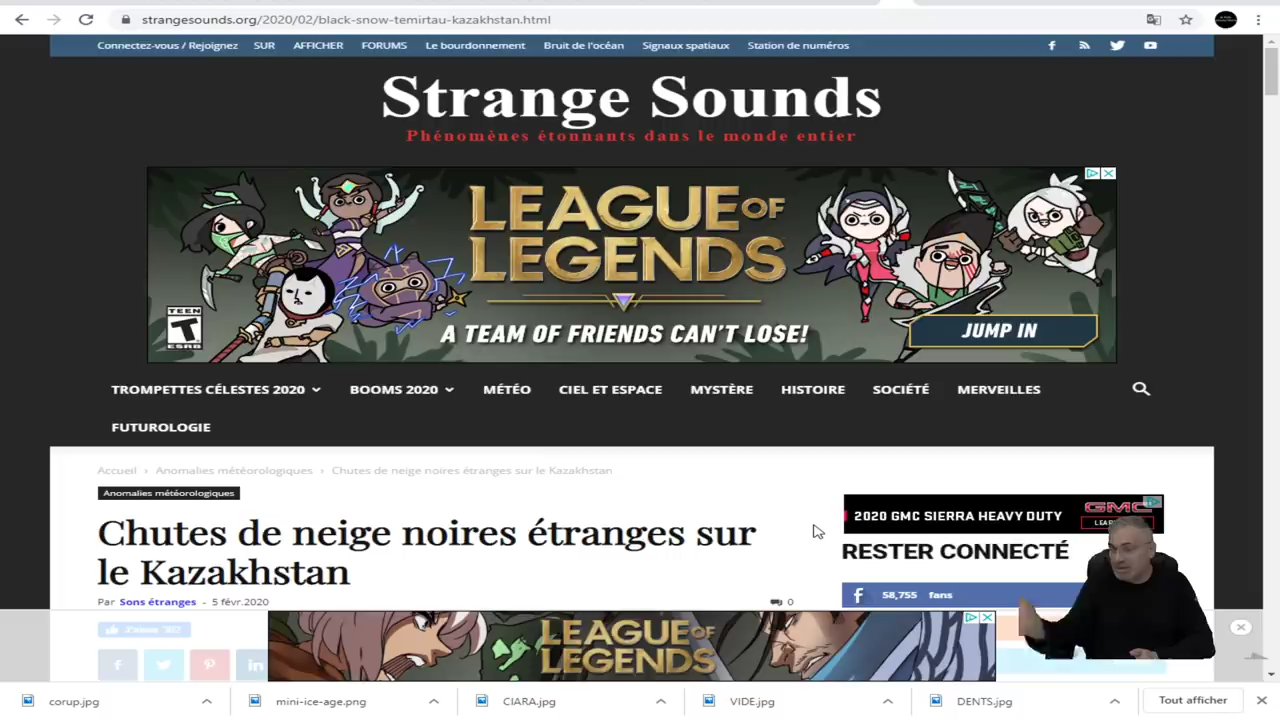 strangesounds.org/2020/02/black-snow-temirtau-kazakhstan.html
Connectez-vous / Rejoignez SUR AFFICHER FORUMS Le bourdonnement Bruit de l'océan Signaux spatiaux Station de numéros
Strange Sounds
Phénomènes étonnants dans le monde entier
LEAGUE OF
LEGENDS
A TEAM OF FRIENDS CAN'T LOSE!
JUMP IN
TEEN
T
ESRB
TROMPETTES CÉLESTES 2020 BOOMS 2020 MÉTÉO CIEL ET ESPACE MYSTÈRE HISTOIRE SOCIÉTÉ MERVEILLES
FUTUROLOGIE
Accueil › Anomalies météorologiques › Chutes de neige noires étranges sur le Kazakhstan
Anomalies météorologiques
Chutes de neige noires étranges sur
le Kazakhstan
Par Sons étranges - 5 févr.2020 0
2020 GMC SIERRA HEAVY DUTY GMC
RESTER CONNECTÉ
58,755 fans
LEAGUE OF
LEGENDS
corup.jpg mini-ice-age.png CIARA.jpg VIDE.jpg DENTS.jpg Tout afficher